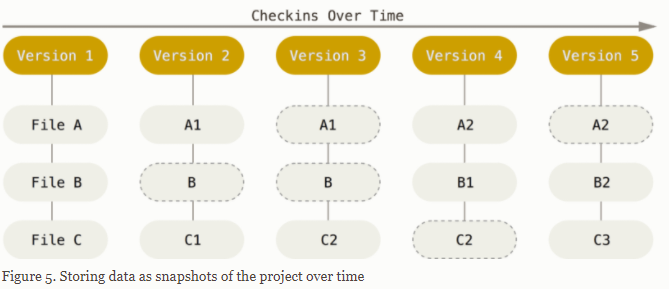 Checkins Over Time
Version 1 Version 2 Version 3 Version 4 Version 5
File A A1 A1 A2 A2
File B B B B1 B2
File C C1 C2 C2 C3
Figure 5. Storing data as snapshots of the project over time